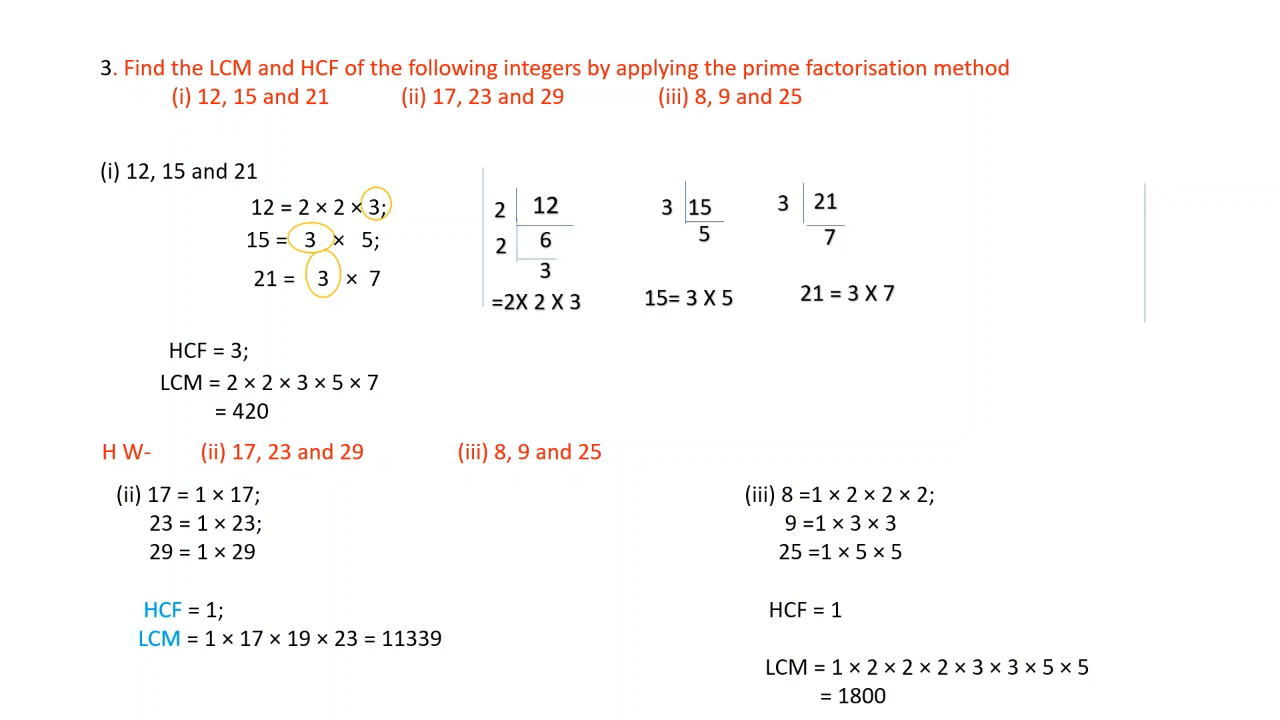 3. Find the LCM and HCF of the following integers by applying the prime factorisation method
(i) 12, 15 and 21 (ii) 17, 23 and 29 (iii) 8, 9 and 25
(i) 12, 15 and 21
12 = 2 × 2 × 3;
15 = 3 × 5;
21 = 3 × 7
2 12
2 6
3
=2X 2 X 3
3 15
5
15= 3 X 5
3 21
7
21 = 3 X 7
HCF = 3;
LCM = 2 × 2 × 3 × 5 × 7
= 420
H W- (ii) 17, 23 and 29 (iii) 8, 9 and 25
(ii) 17 = 1 × 17;
23 = 1 × 23;
29 = 1 × 29
HCF = 1;
LCM = 1 × 17 × 19 × 23 = 11339
(iii) 8 =1 × 2 × 2 × 2;
9 =1 × 3 × 3
25 =1 × 5 × 5
HCF = 1
LCM = 1 × 2 × 2 × 2 × 3 × 3 × 5 × 5
= 1800